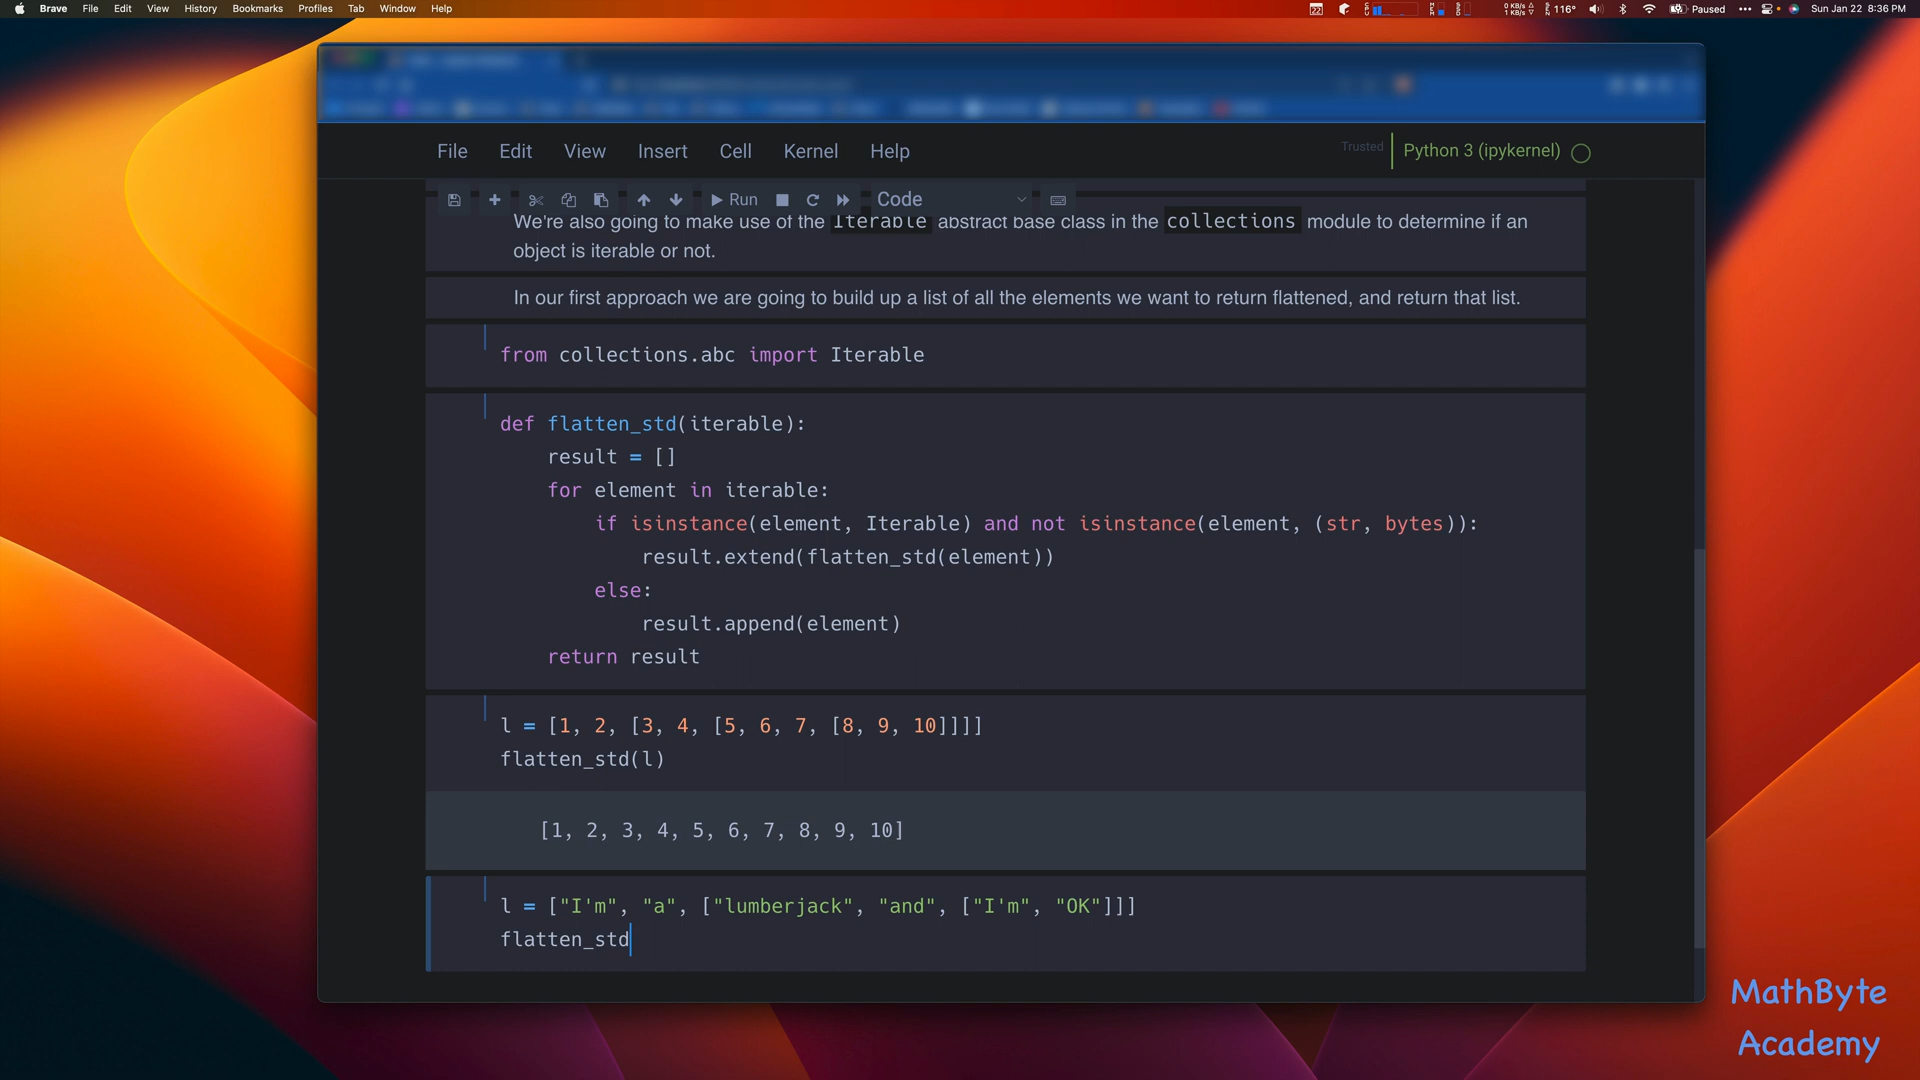 Brave File Edit View History Bookmarks Profiles Tab Window Help 22 0 KB/s 1 KB/s 116° Paused Sun Jan 22 8:36 PM
File Edit View Insert Cell Kernel Help Trusted Python 3 (ipykernel)
Run Code
We're also going to make use of the Iterable abstract base class in the collections module to determine if an
object is iterable or not.
In our first approach we are going to build up a list of all the elements we want to return flattened, and return that list.
from collections.abc import Iterable
def flatten_std(iterable):
    result = []
    for element in iterable:
        if isinstance(element, Iterable) and not isinstance(element, (str, bytes)):
            result.extend(flatten_std(element))
        else:
            result.append(element)
    return result
l = [1, 2, [3, 4, [5, 6, 7, [8, 9, 10]]]]
flatten_std(l)
[1, 2, 3, 4, 5, 6, 7, 8, 9, 10]
l = ["I'm", "a", ["lumberjack", "and", ["I'm", "OK"]]]
flatten_std
MathByte
Academy